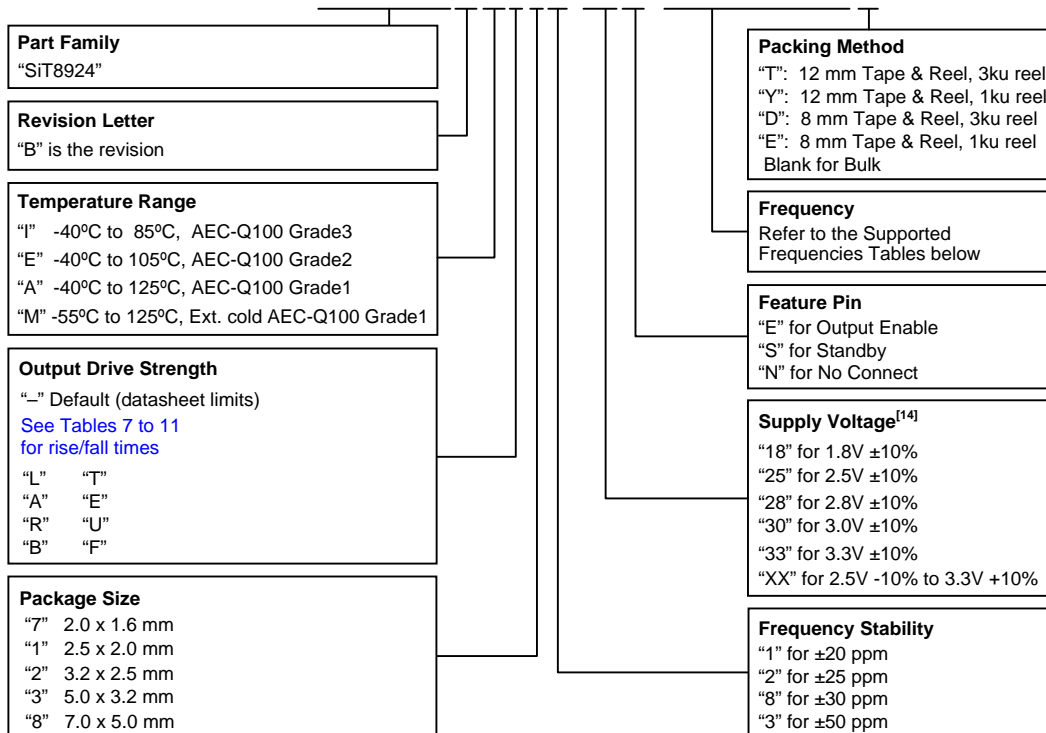 Part Family
“SiT8924”
Revision Letter
“B” is the revision
Temperature Range
“I” -40ºC to 85ºC, AEC-Q100 Grade3
“E” -40ºC to 105ºC, AEC-Q100 Grade2
“A” -40ºC to 125ºC, AEC-Q100 Grade1
“M” -55ºC to 125ºC, Ext. cold AEC-Q100 Grade1
Output Drive Strength
“–” Default (datasheet limits)
See Tables 7 to 11
for rise/fall times
“L” “T”
“A” “E”
“R” “U”
“B” “F”
Package Size
“7” 2.0 x 1.6 mm
“1” 2.5 x 2.0 mm
“2” 3.2 x 2.5 mm
“3” 5.0 x 3.2 mm
“8” 7.0 x 5.0 mm
Packing Method
“T”: 12 mm Tape & Reel, 3ku reel
“Y”: 12 mm Tape & Reel, 1ku reel
“D”: 8 mm Tape & Reel, 3ku reel
“E”: 8 mm Tape & Reel, 1ku reel
Blank for Bulk
Frequency
Refer to the Supported
Frequencies Tables below
Feature Pin
“E” for Output Enable
“S” for Standby
“N” for No Connect
Supply Voltage[14]
“18” for 1.8V ±10%
“25” for 2.5V ±10%
“28” for 2.8V ±10%
“30” for 3.0V ±10%
“33” for 3.3V ±10%
“XX” for 2.5V -10% to 3.3V +10%
Frequency Stability
“1” for ±20 ppm
“2” for ±25 ppm
“8” for ±30 ppm
“3” for ±50 ppm